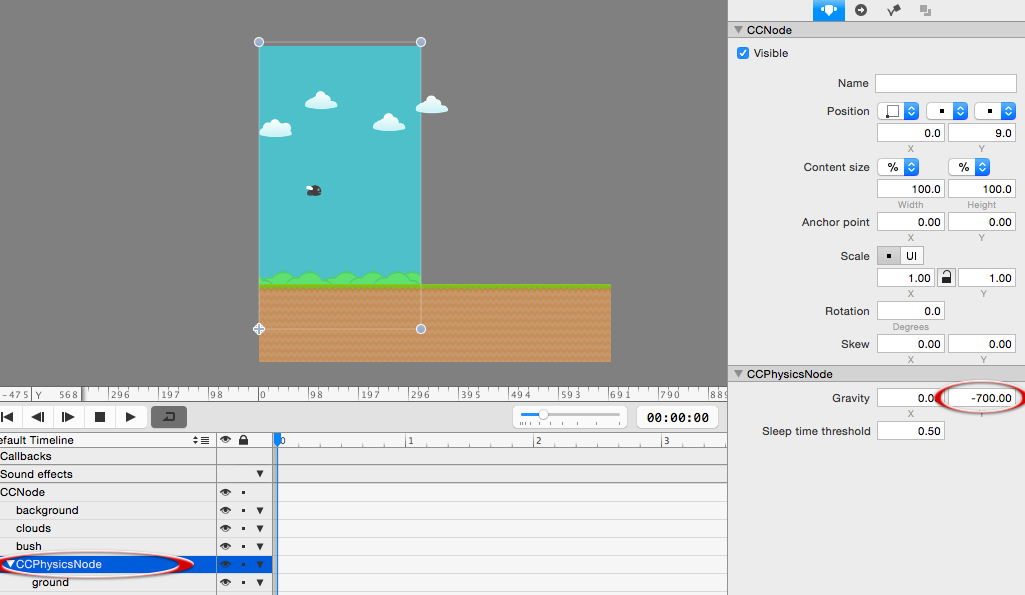 CCNode
Visible
Name
Position
0.0 9.0
X Y
Content size % %
100.0 100.0
Width Height
Anchor point 0.00 0.00
X Y
Scale UI
1.00 1.00
X Y
Rotation 0.0
Degrees
Skew 0.00 0.00
X Y
CCPhysicsNode
Gravity 0.00 -700.00
X Y
Sleep time threshold 0.50
-475 Y 568 296 197 98 0 98 197 296 395 494 593 691 790 889
00:00:00
efault Timeline 0 1 2 3
Callbacks
Sound effects
CCNode
background
clouds
bush
CCPhysicsNode
ground